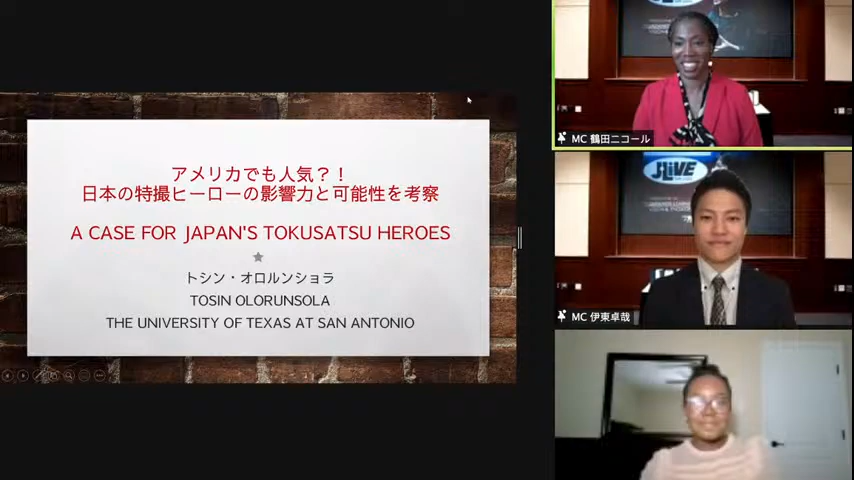 アメリカでも人気？！
日本の特撮ヒーローの影響力と可能性を考察
A CASE FOR JAPAN'S TOKUSATSU HEROES
トシン・オロルンショラ
TOSIN OLORUNSOLA
THE UNIVERSITY OF TEXAS AT SAN ANTONIO
MC 鶴田ニコール
J.LIVE
MC 伊東卓哉